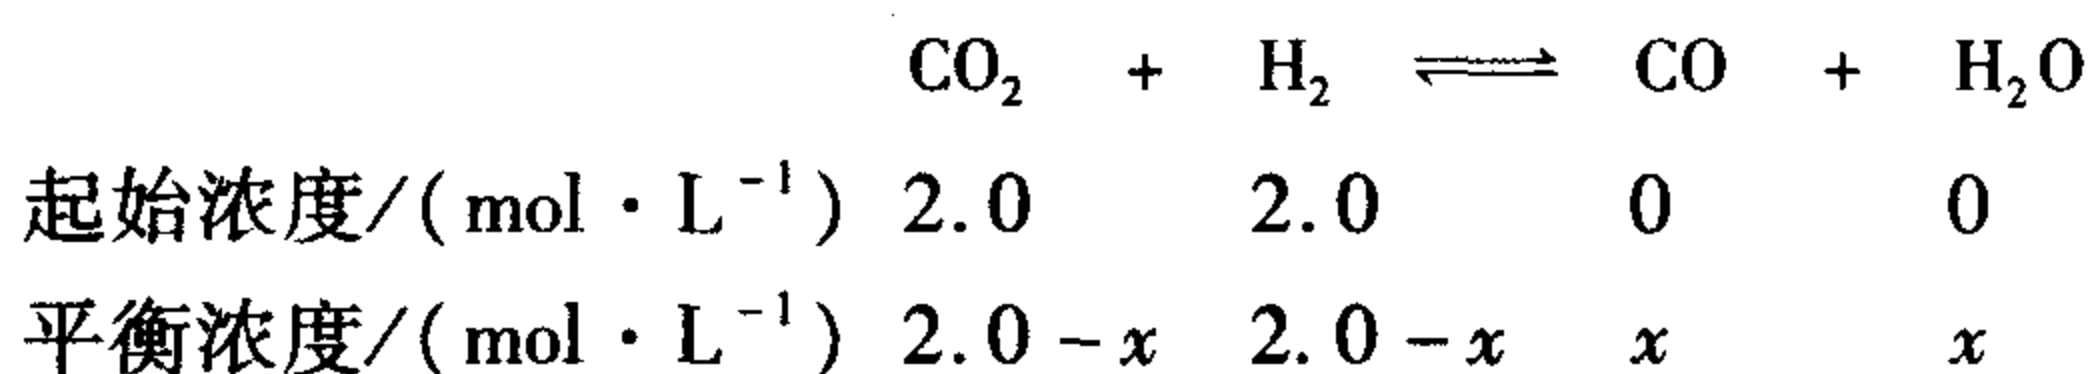 CO₂ + H₂ ⇌ CO + H₂O
起始浓度/(mol · L⁻¹) 2.0 2.0 0 0
平衡浓度/(mol · L⁻¹) 2.0 - x 2.0 - x x x